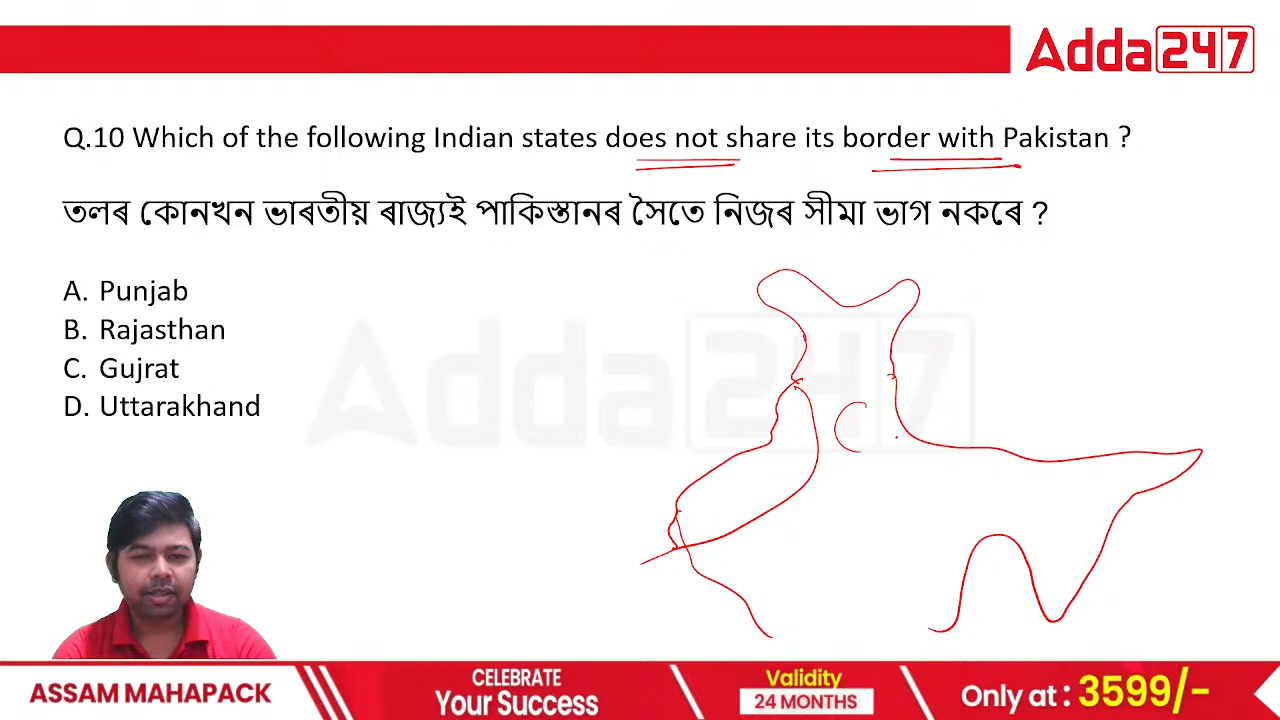 Adda247
Q.10 Which of the following Indian states does not share its border with Pakistan ?
তলৰ কোনখন ভাৰতীয় ৰাজ্যই পাকিস্তানৰ সৈতে নিজৰ সীমা ভাগ নকৰে ?
A. Punjab
B. Rajasthan
C. Gujrat
D. Uttarakhand
Adda247
ASSAM MAHAPACK
CELEBRATE
Your Success
Validity
24 MONTHS
Only at : 3599/-